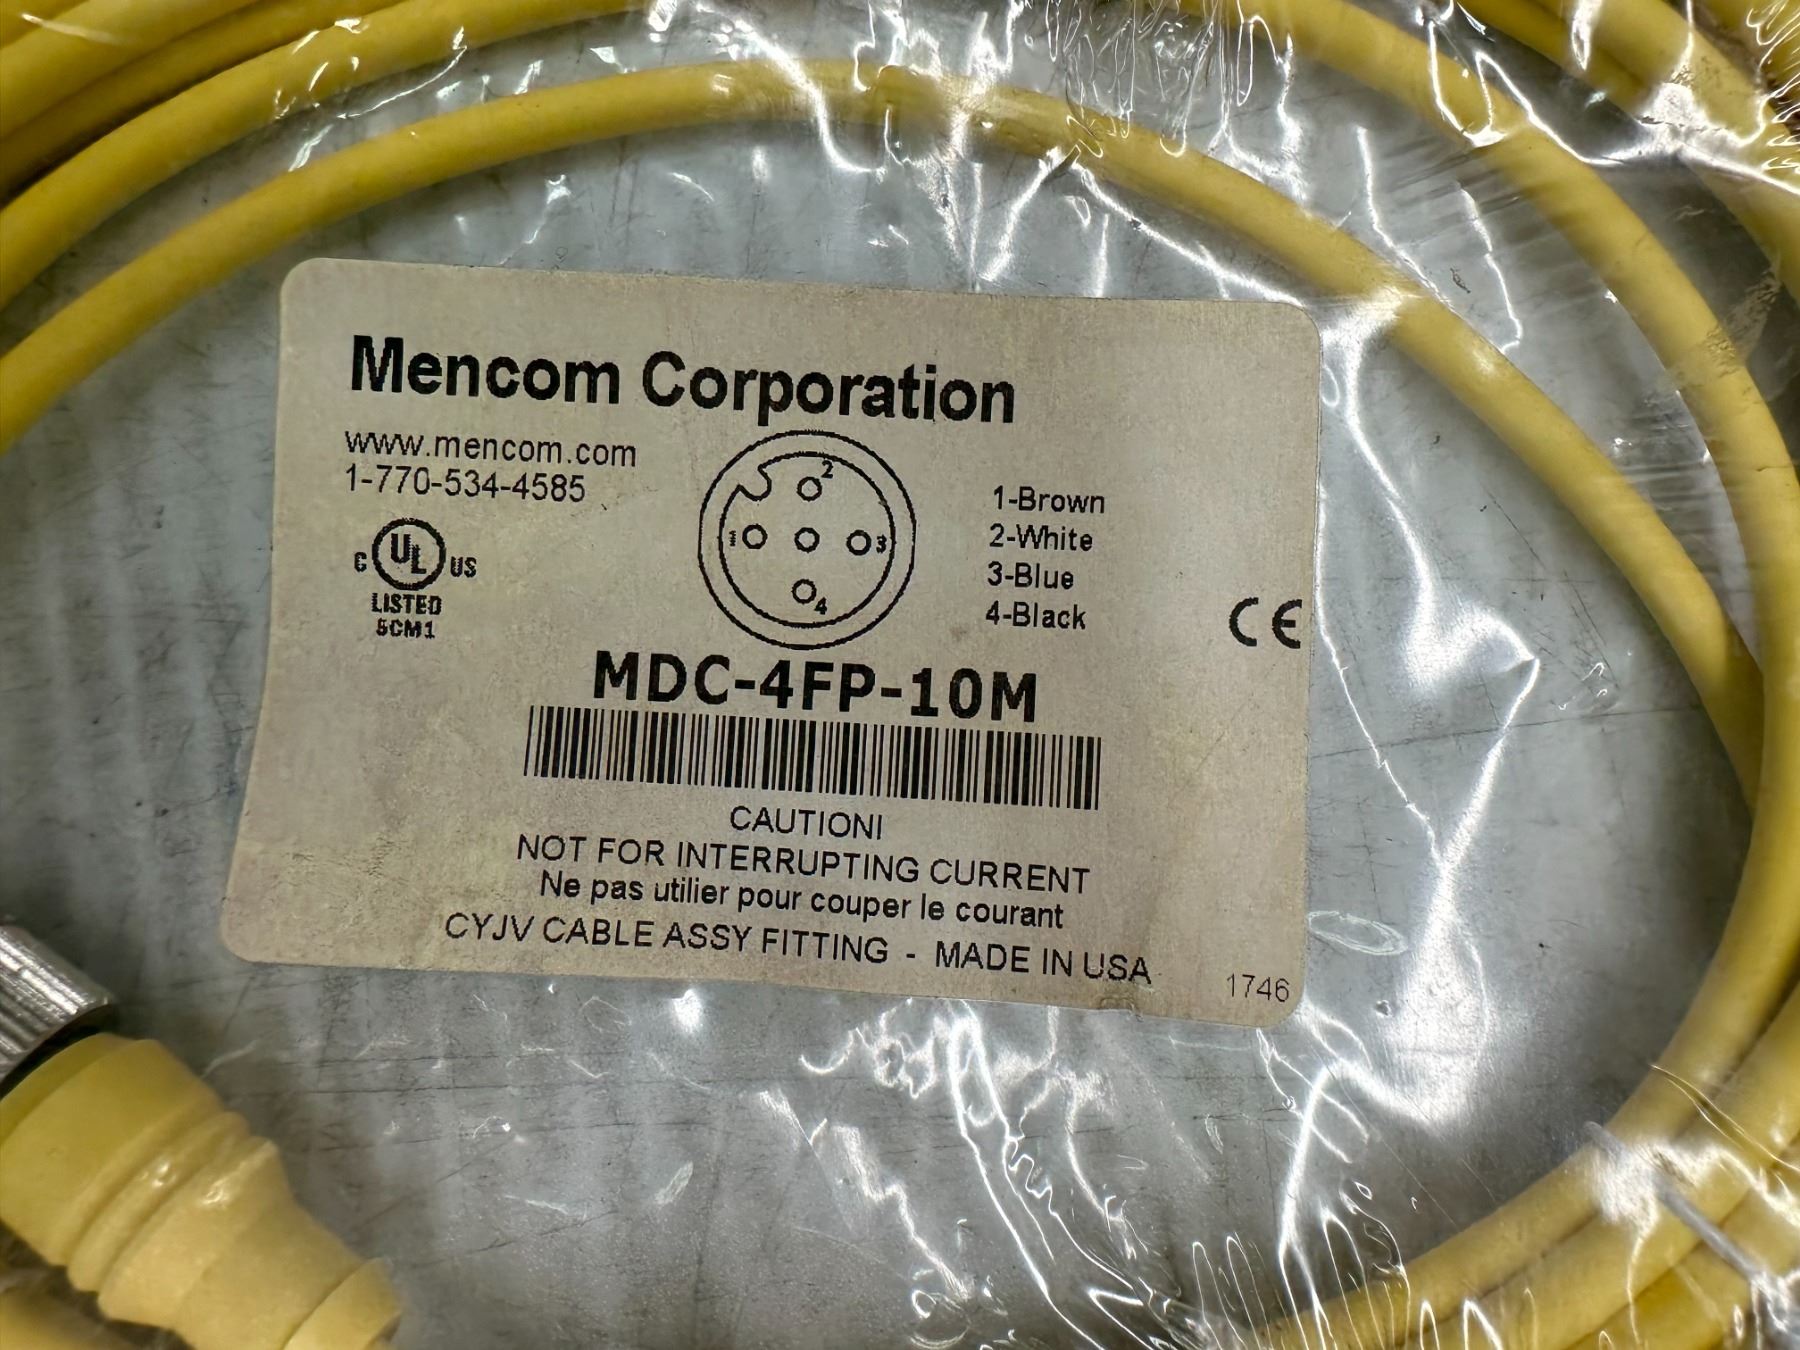 Mencom Corporation
www.mencom.com
1-770-534-4585
C UL US
LISTED
5CM1
2
1 3
4
1-Brown
2-White
3-Blue
4-Black
CE
MDC-4FP-10M
CAUTION!
NOT FOR INTERRUPTING CURRENT
Ne pas utilier pour couper le courant
CYJV CABLE ASSY FITTING - MADE IN USA
1746